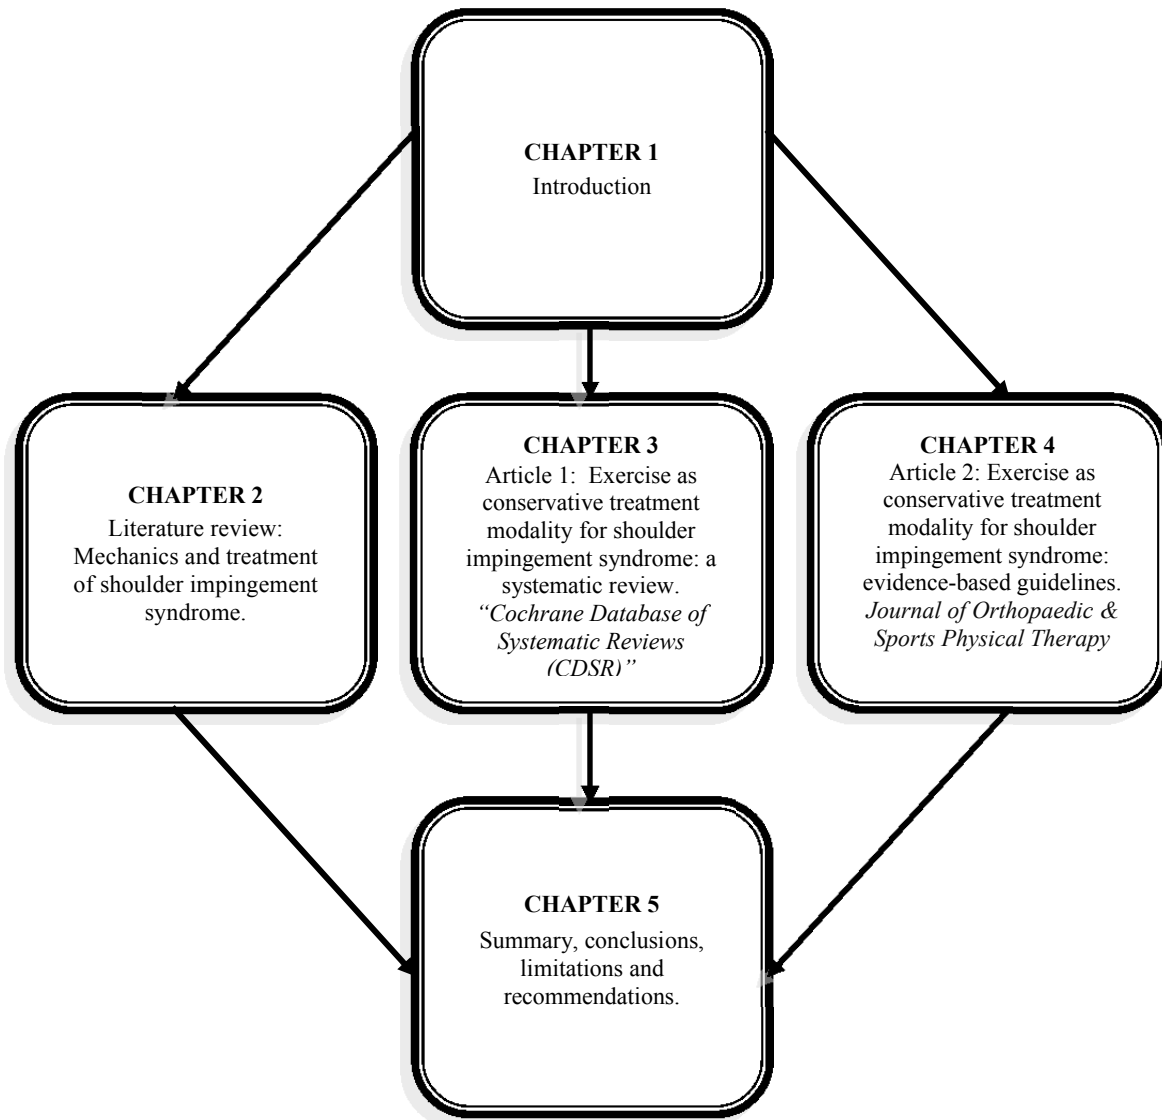 CHAPTER 1
Introduction
CHAPTER 2
Literature review:
Mechanics and treatment
of shoulder impingement
syndrome.
CHAPTER 3
Article 1:  Exercise as
conservative treatment
modality for shoulder
impingement syndrome: a
systematic review.
“Cochrane Database of
Systematic Reviews
(CDSR)”
CHAPTER 4
Article 2: Exercise as
conservative treatment
modality for shoulder
impingement syndrome:
evidence-based guidelines.
Journal of Orthopaedic &
Sports Physical Therapy
CHAPTER 5
Summary, conclusions,
limitations and
recommendations.